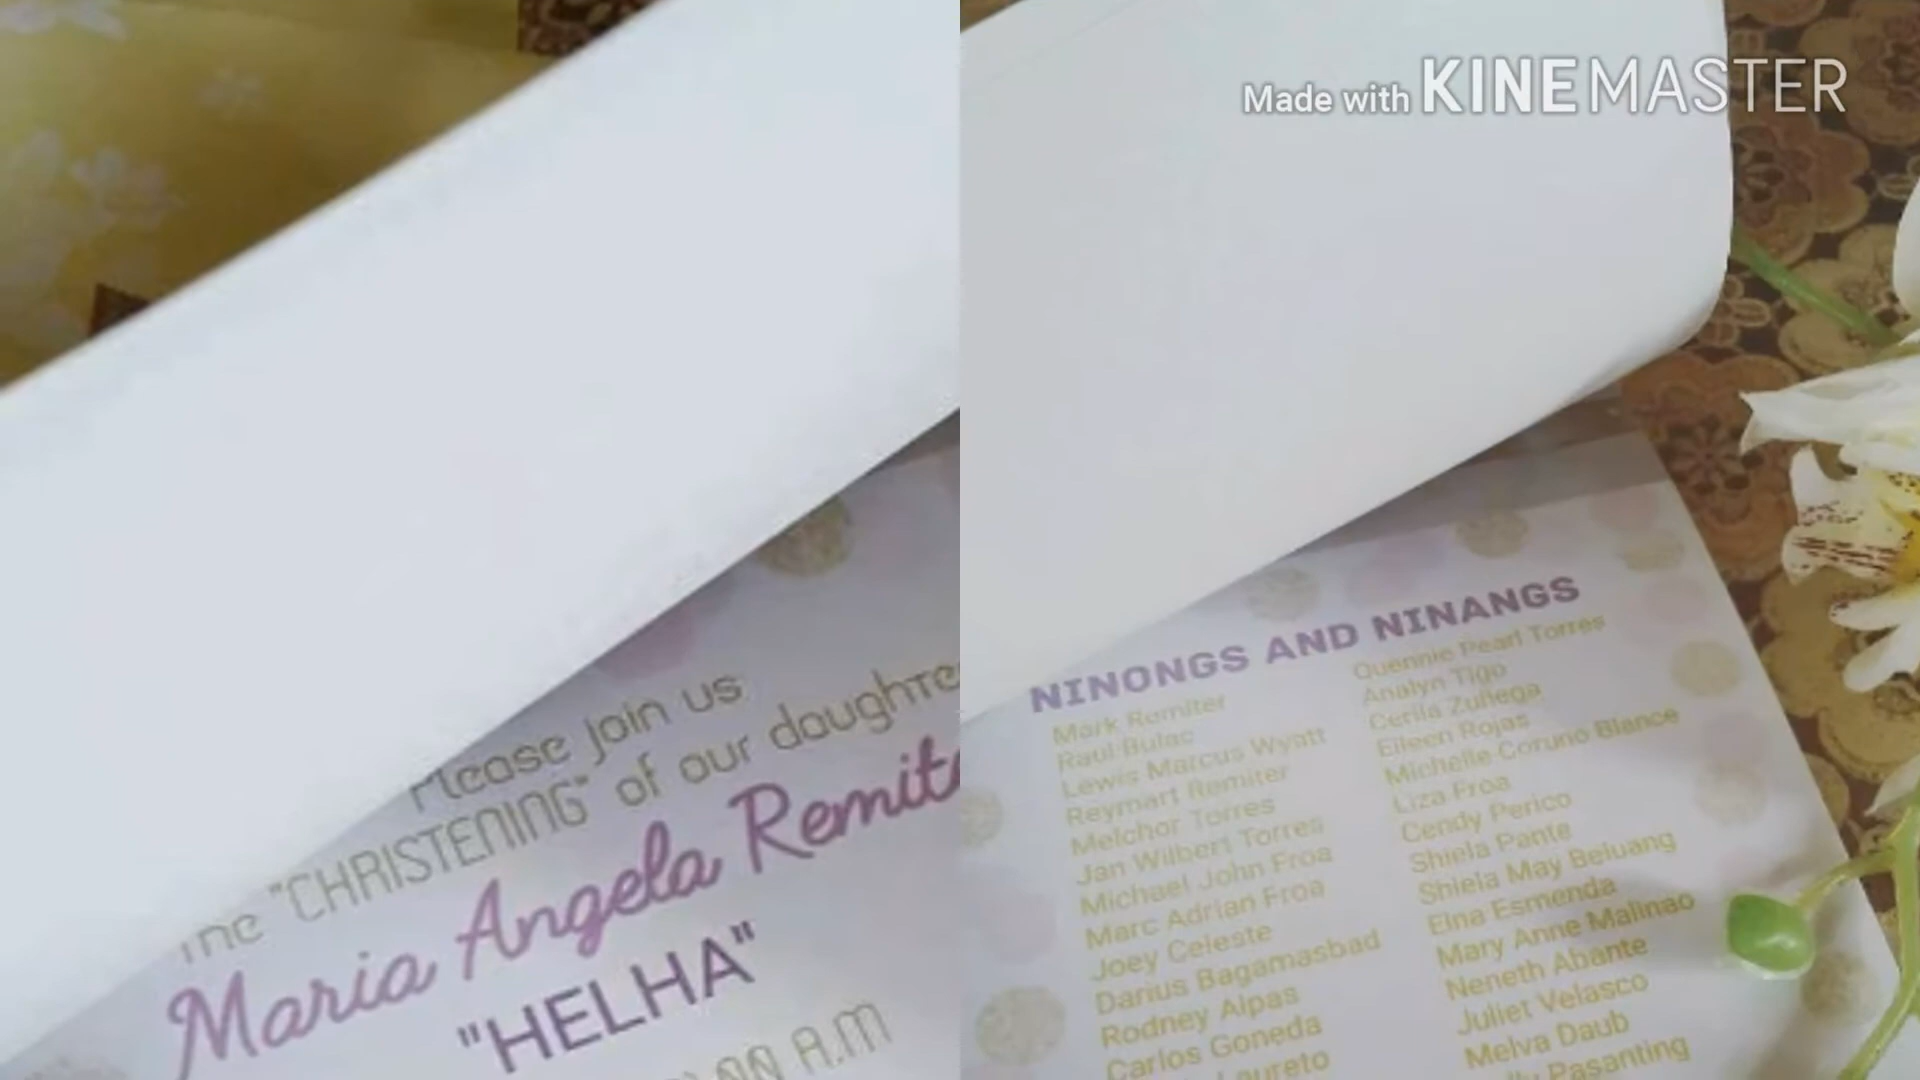 Made with KINEMASTER
Please join us
The "CHRISTENING" of our
Maria Angela
"HELHA"
A.M
NINONGS AND NINANGS
Mark Remiter
Raul Bulac
Lewis Marcus Wyatt
Reymart Remiter
Melchor Torres
Jan Wilbert Torres
Michael John Froa
Marc Adrian Froa
Joey Celeste
Darius Bagamasbad
Rodney Alpas
Carlos Goneda
Laureto
Quennie Pearl Torres
Analyn Tigo
Cerila Zuñega
Eileen Rojas
Michelle Coruno Blance
Liza Froa
Cendy Perico
Shiela Pante
Shiela May Beluang
Elna Esmenda
Mary Anne Malinao
Neneth Abante
Juliet Velasco
Melva Daub
Pasanting